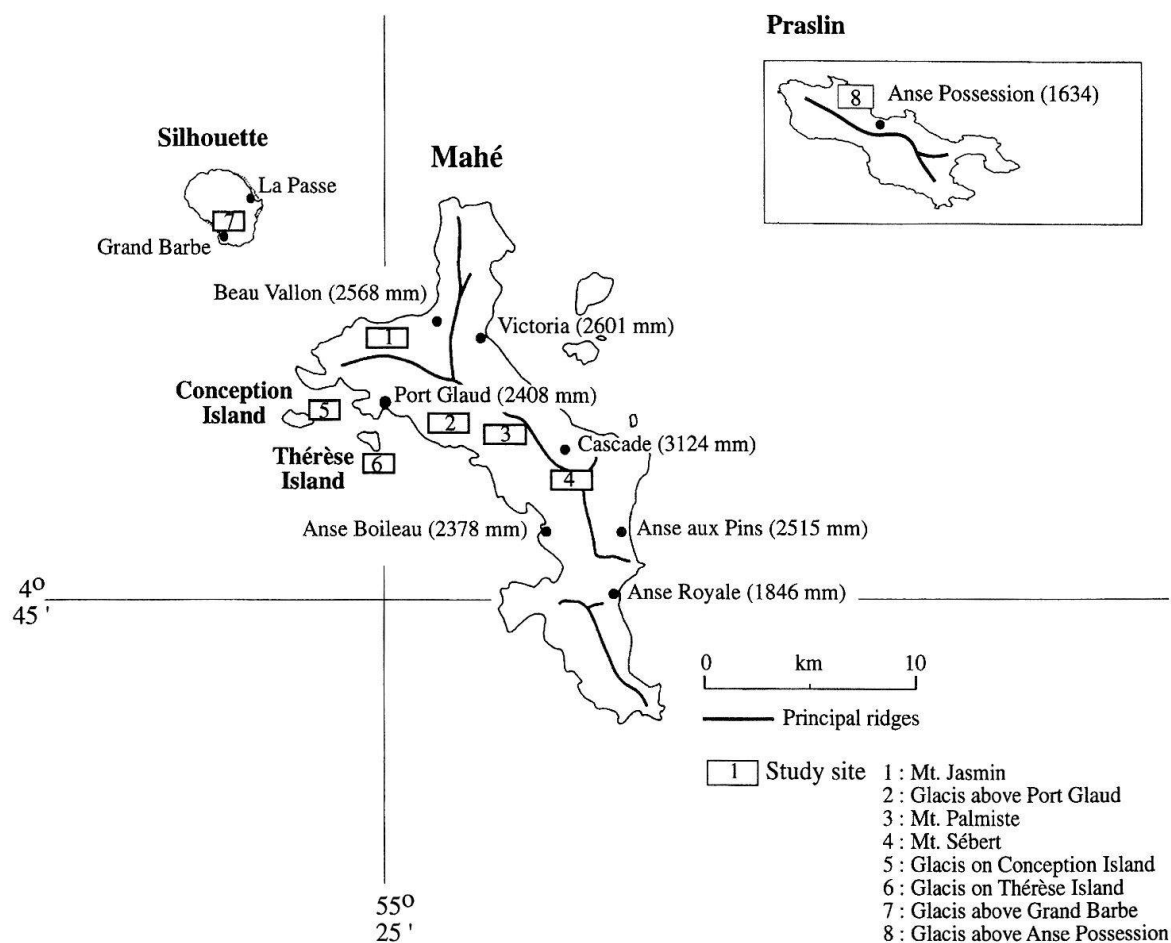 Praslin
8
Anse Possession (1634)
Silhouette
La Passe
7
Grand Barbe
Mahé
Beau Vallon (2568 mm)
1
Victoria (2601 mm)
Conception
Island
5
Port Glaud (2408 mm)
2
3
Cascade (3124 mm)
Thérèse
Island
6
4
Anse Boileau (2378 mm)
Anse aux Pins (2515 mm)
4º
45 '
Anse Royale (1846 mm)
0 km 10
Principal ridges
1 Study site
1 : Mt. Jasmin
2 : Glacis above Port Glaud
3 : Mt. Palmiste
4 : Mt. Sébert
5 : Glacis on Conception Island
6 : Glacis on Thérèse Island
7 : Glacis above Grand Barbe
8 : Glacis above Anse Possession
55º
25 '